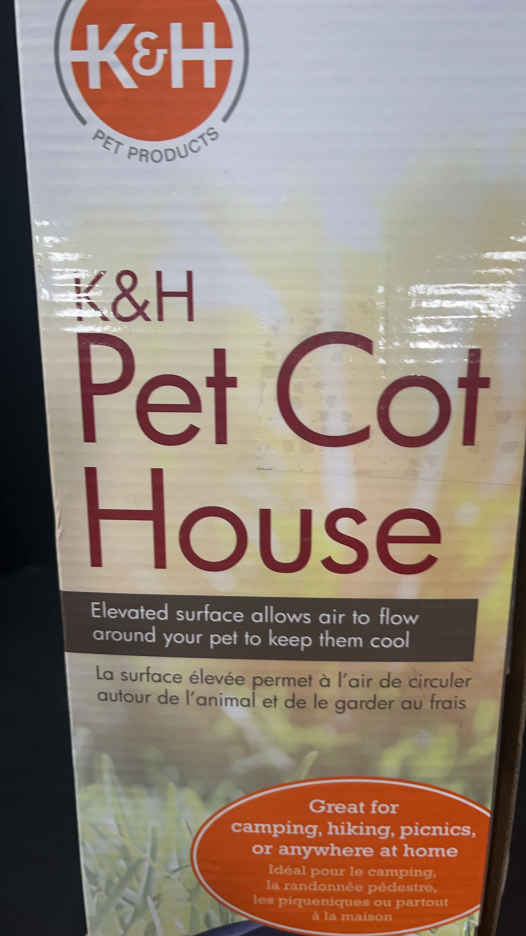 K&H
PET PRODUCTS
K&H
Pet Cot
House
Elevated surface allows air to flow
around your pet to keep them cool
La surface élevée permet à l'air de circuler
autour de l'animal et de le garder au frais
Great for
camping, hiking, picnics,
or anywhere at home
Idéal pour le camping,
la randonnée pédestre,
les piqueniques ou partout
à la maison